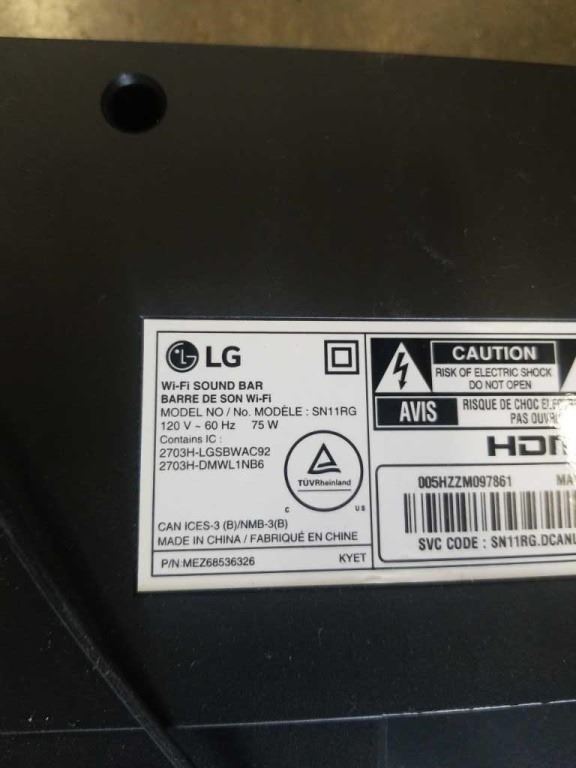 LG
Wi-Fi SOUND BAR
BARRE DE SON Wi-Fi
MODEL NO / No. MODÈLE : SN11RG
120 V ~ 60 Hz 75 W
Contains IC :
2703H-LGSBWAC92
2703H-DMWL1NB6
TÜVRheinland
C US
CAN ICES-3 (B)/NMB-3(B)
MADE IN CHINA / FABRIQUÉ EN CHINE
P/N:MEZ68536326 KYET
CAUTION
RISK OF ELECTRIC SHOCK
DO NOT OPEN
AVIS
RISQUE DE CHOC
PAS
005HZZM097861
SVC CODE : SN11RG.DCANL